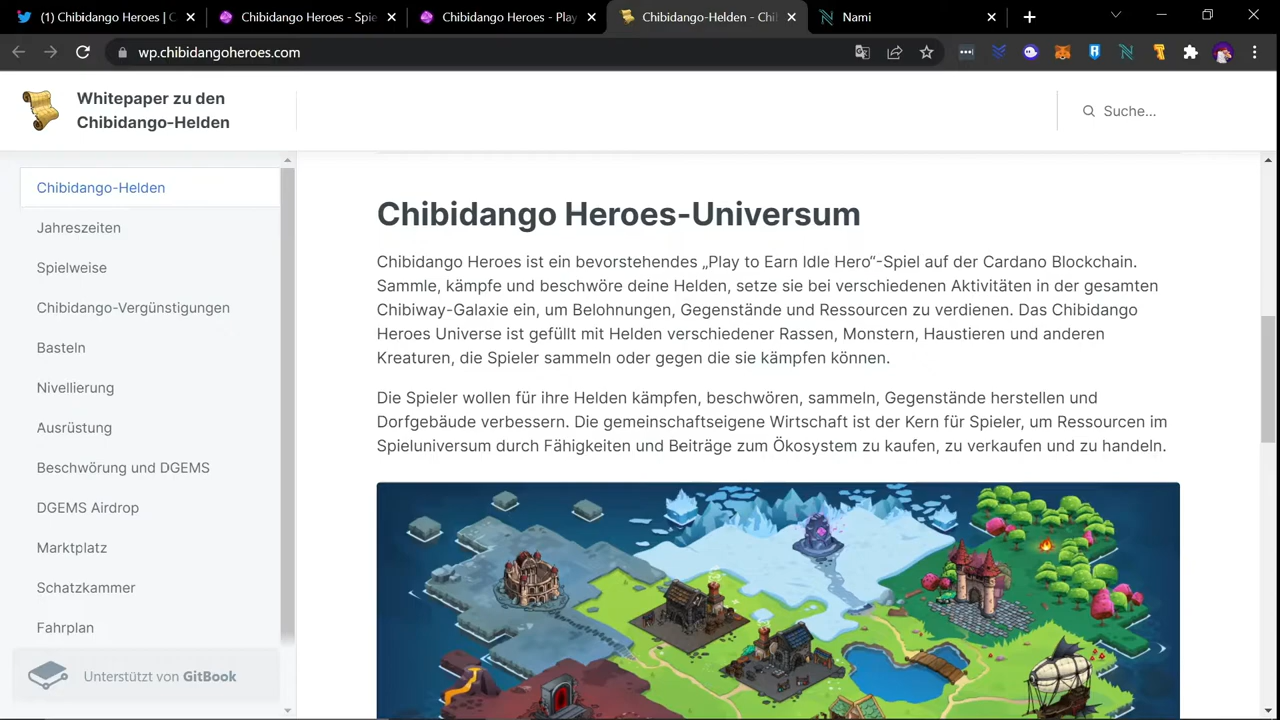 (1) Chibidango Heroes | C
Chibidango Heroes - Spie
Chibidango Heroes - Play
Chibidango-Helden - Chi
Nami
wp.chibidangoheroes.com
Whitepaper zu den
Chibidango-Helden
Suche...
Chibidango-Helden
Jahreszeiten
Spielweise
Chibidango-Vergünstigungen
Basteln
Nivellierung
Ausrüstung
Beschwörung und DGEMS
DGEMS Airdrop
Marktplatz
Schatzkammer
Fahrplan
Unterstützt von GitBook
Chibidango Heroes-Universum
Chibidango Heroes ist ein bevorstehendes „Play to Earn Idle Hero“-Spiel auf der Cardano Blockchain.
Sammle, kämpfe und beschwöre deine Helden, setze sie bei verschiedenen Aktivitäten in der gesamten
Chibiway-Galaxie ein, um Belohnungen, Gegenstände und Ressourcen zu verdienen. Das Chibidango
Heroes Universe ist gefüllt mit Helden verschiedener Rassen, Monstern, Haustieren und anderen
Kreaturen, die Spieler sammeln oder gegen die sie kämpfen können.
Die Spieler wollen für ihre Helden kämpfen, beschwören, sammeln, Gegenstände herstellen und
Dorfgebäude verbessern. Die gemeinschaftseigene Wirtschaft ist der Kern für Spieler, um Ressourcen im
Spieluniversum durch Fähigkeiten und Beiträge zum Ökosystem zu kaufen, zu verkaufen und zu handeln.